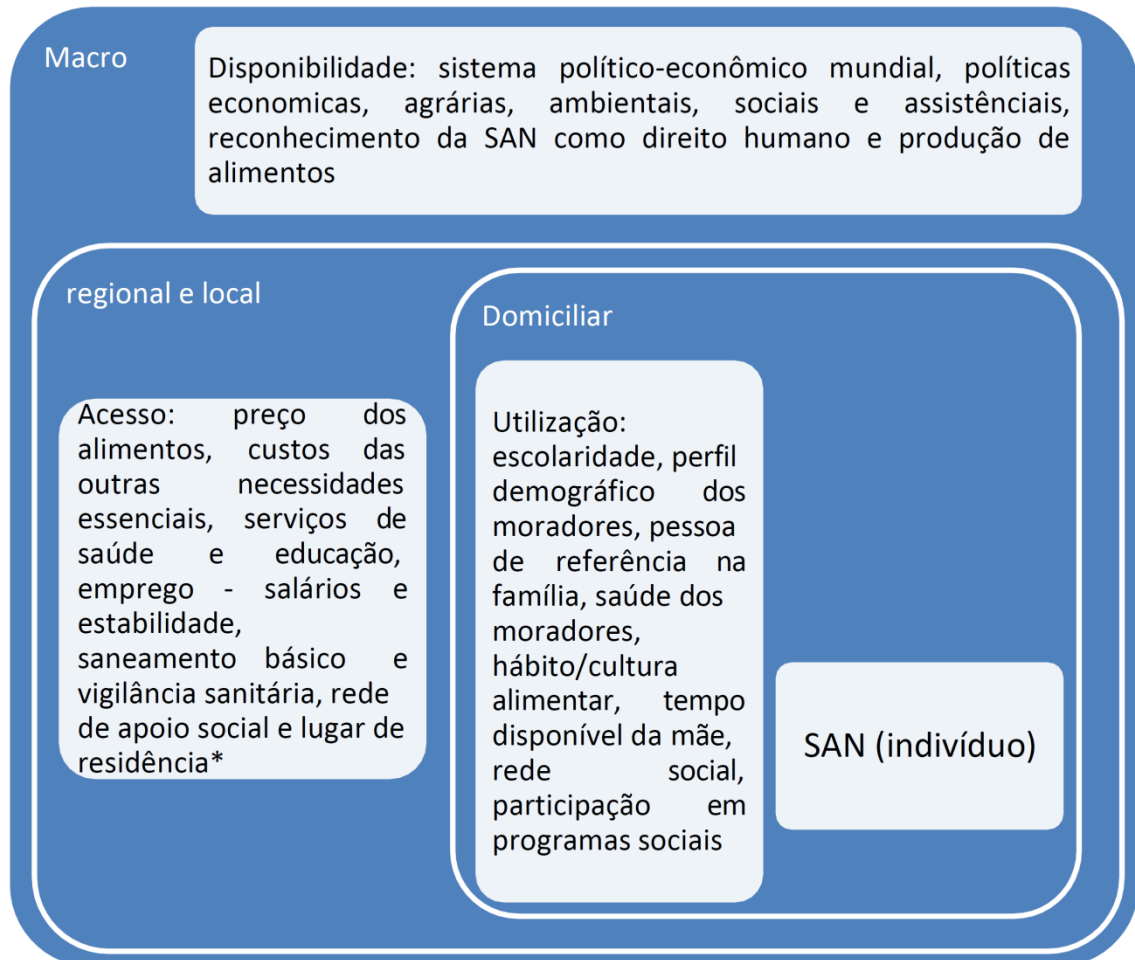 Macro
Disponibilidade: sistema político-econômico mundial, políticas
economicas, agrárias, ambientais, sociais e assistênciais,
reconhecimento da SAN como direito humano e produção de
alimentos
regional e local
Acesso: preço dos
alimentos, custos das
outras necessidades
essenciais, serviços de
saúde e educação,
emprego - salários e
estabilidade,
saneamento básico e
vigilância sanitária, rede
de apoio social e lugar de
residência*
Domiciliar
Utilização:
escolaridade, perfil
demográfico dos
moradores, pessoa
de referência na
família, saúde dos
moradores,
hábito/cultura
alimentar, tempo
disponível da mãe,
rede social,
participação em
programas sociais
SAN (indivíduo)